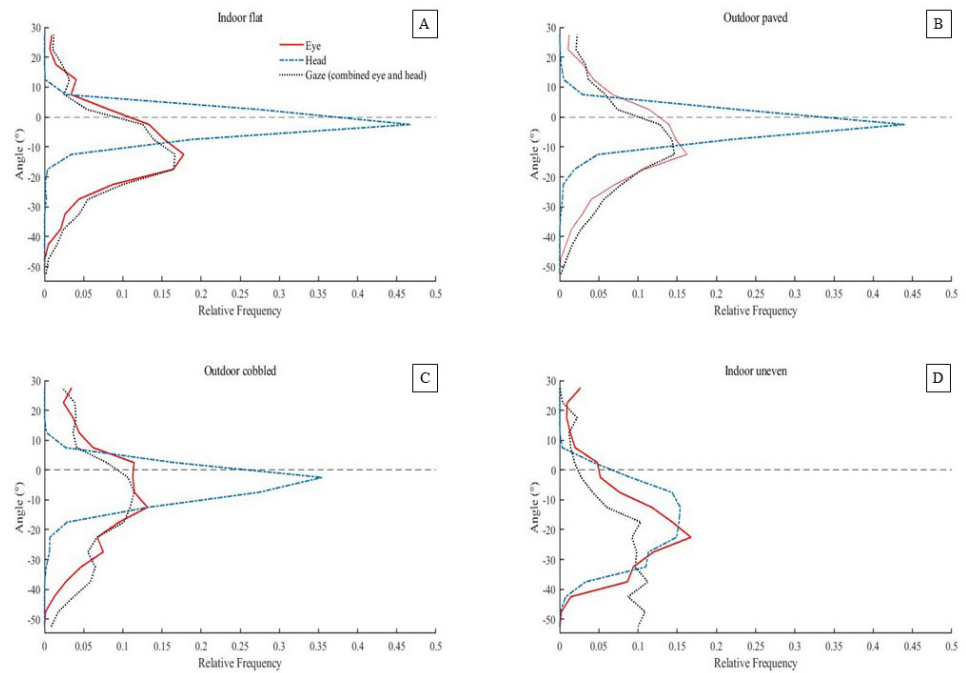 Indoor flat
A
30
20
10
0
-10
-20
-30
-40
-50
Angle (°)
Eye
Head
Gaze (combined eye and head)
0 0.05 0.1 0.15 0.2 0.25 0.3 0.35 0.4 0.45 0.5
Relative Frequency
Outdoor paved
B
30
20
10
0
-10
-20
-30
-40
-50
Angle (°)
0 0.05 0.1 0.15 0.2 0.25 0.3 0.35 0.4 0.45 0.5
Relative Frequency
Outdoor cobbled
C
30
20
10
0
-10
-20
-30
-40
-50
Angle (°)
0 0.05 0.1 0.15 0.2 0.25 0.3 0.35 0.4 0.45 0.5
Relative Frequency
Indoor uneven
D
30
20
10
0
-10
-20
-30
-40
-50
Angle (°)
0 0.05 0.1 0.15 0.2 0.25 0.3 0.35 0.4 0.45 0.5
Relative Frequency